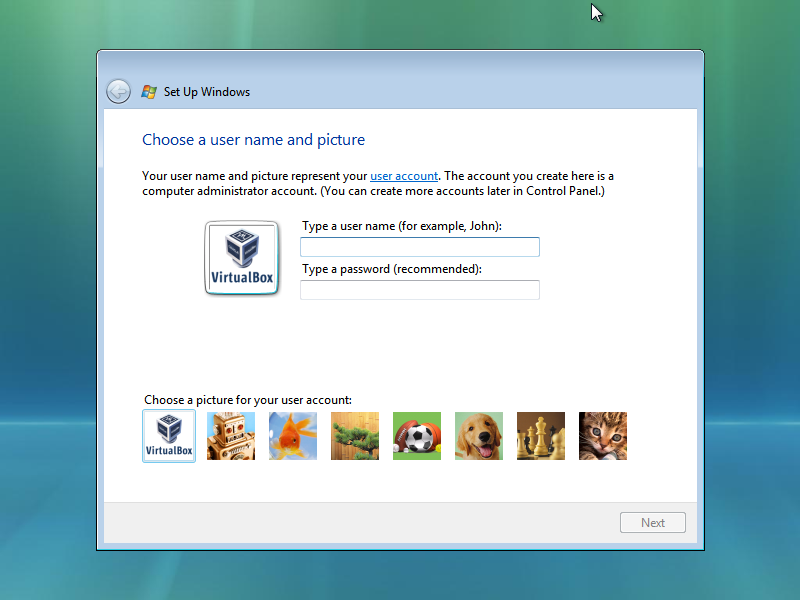 Set Up Windows
Choose a user name and picture
Your user name and picture represent your user account. The account you create here is a
computer administrator account. (You can create more accounts later in Control Panel.)
Type a user name (for example, John):
VirtualBox
Type a password (recommended):
Choose a picture for your user account:
VirtualBox
Next